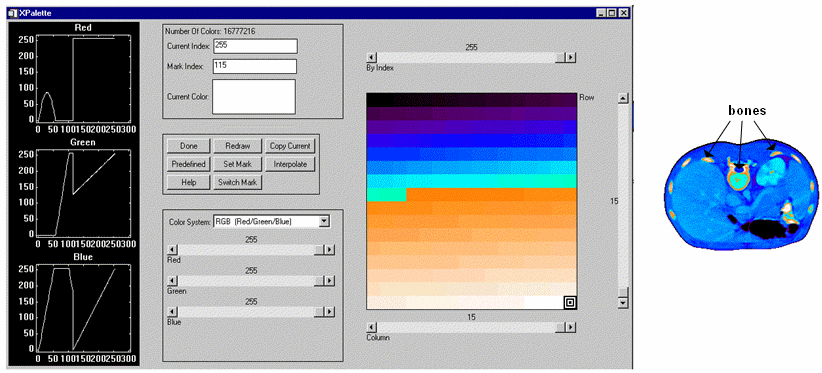 XPalette
Red
250
200
150
100
50
0
0 50 100150200250300
Green
250
200
150
100
50
0
0 50 100150200250300
Blue
250
200
150
100
50
0
0 50 100150200250300
Number Of Colors: 16777216
Current Index: 255
Mark Index: 115
Current Color:
Done Redraw Copy Current
Predefined Set Mark Interpolate
Help Switch Mark
Color System: RGB (Red/Green/Blue)
255
Red
255
Green
255
Blue
255
By Index
Row
15
15
Column
bones